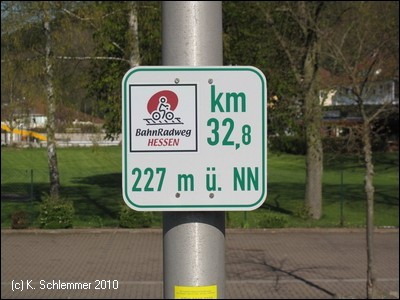 BahnRadweg
HESSEN
km
32,8
227 m ü. NN
(c) K. Schlemmer 2010